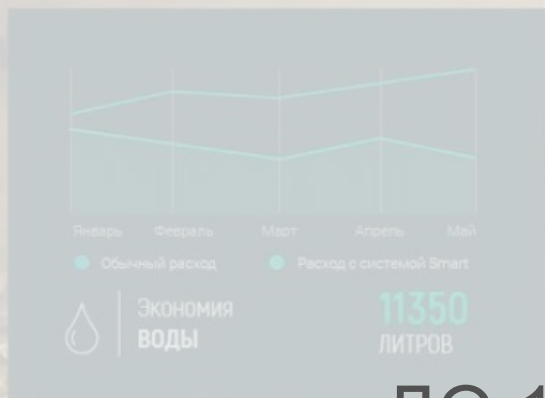 Январь Февраль Март Апрель Май
Обычный расход Расход с системой Smart
Экономия 11350
ВОДЫ ЛИТРОВ